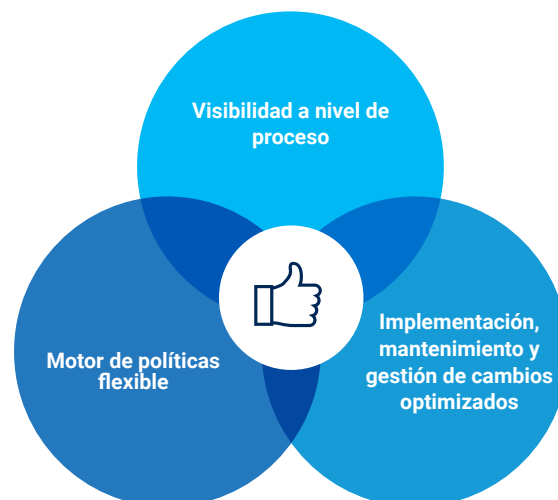 Visibilidad a nivel de
proceso
Motor de políticas
flexible
Implementación,
mantenimiento y
gestión de cambios
optimizados